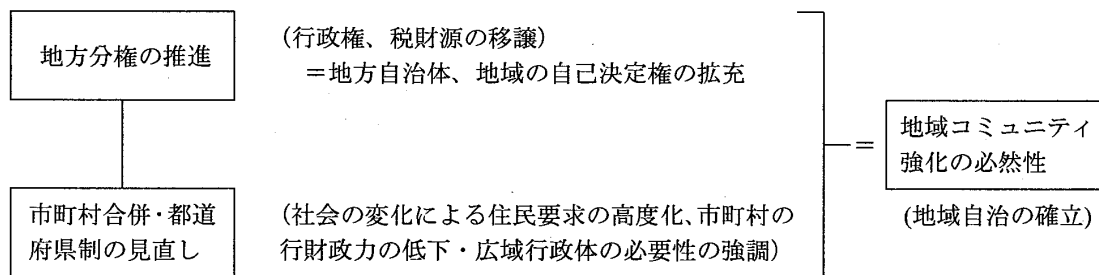 地方分権の推進
(行政権、税財源の移譲)
＝地方自治体、地域の自己決定権の拡充
＝
地域コミュニティ
強化の必然性
(地域自治の確立)
市町村合併・都道
府県制の見直し
(社会の変化による住民要求の高度化、市町村の
行財政力の低下・広域行政体の必要性の強調)